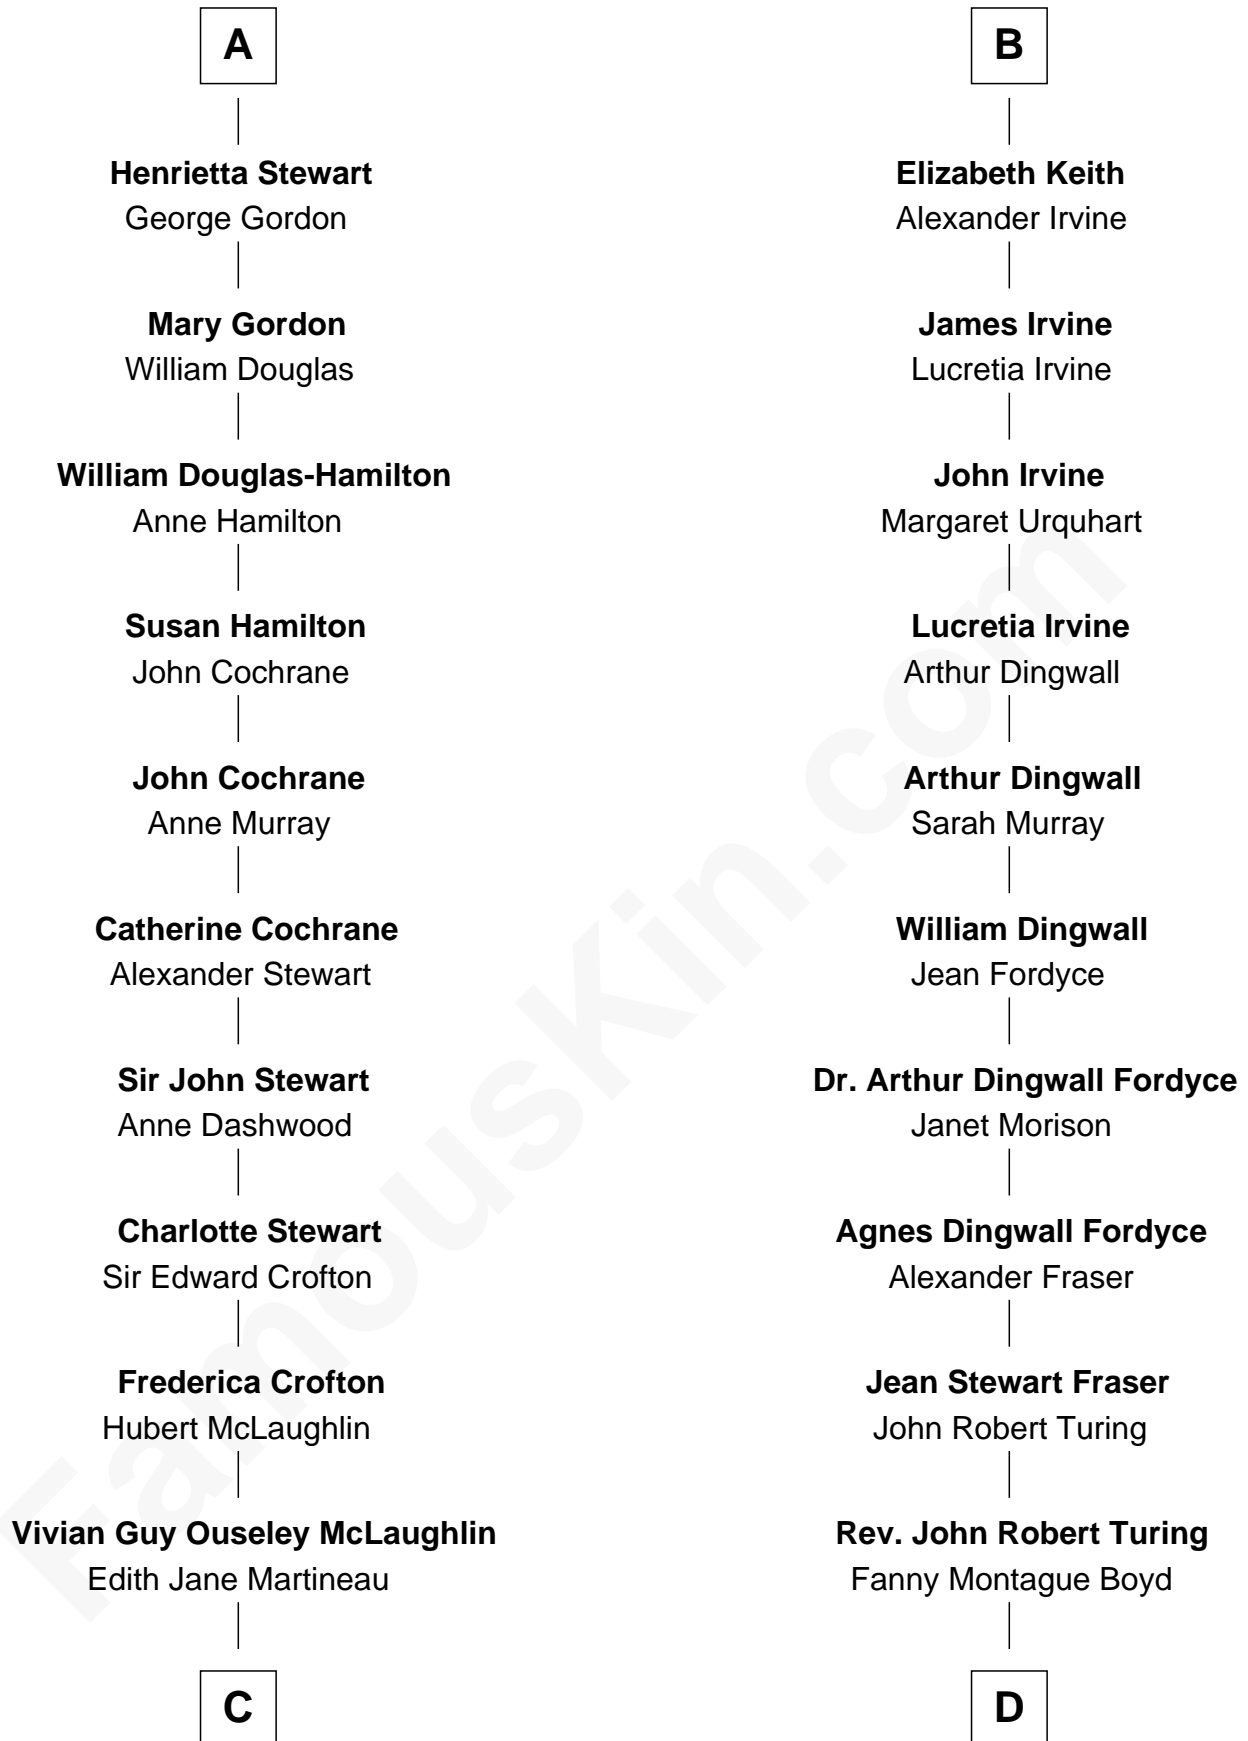 A
Henrietta Stewart
George Gordon
Mary Gordon
William Douglas
William Douglas-Hamilton
Anne Hamilton
Susan Hamilton
John Cochrane
John Cochrane
Anne Murray
Catherine Cochrane
Alexander Stewart
Sir John Stewart
Anne Dashwood
Charlotte Stewart
Sir Edward Crofton
Frederica Crofton
Hubert McLaughlin
Vivian Guy Ouseley McLaughlin
Edith Jane Martineau
C
B
Elizabeth Keith
Alexander Irvine
James Irvine
Lucretia Irvine
John Irvine
Margaret Urquhart
Lucretia Irvine
Arthur Dingwall
Arthur Dingwall
Sarah Murray
William Dingwall
Jean Fordyce
Dr. Arthur Dingwall Fordyce
Janet Morison
Agnes Dingwall Fordyce
Alexander Fraser
Jean Stewart Fraser
John Robert Turing
Rev. John Robert Turing
Fanny Montague Boyd
D
FamousKin.com